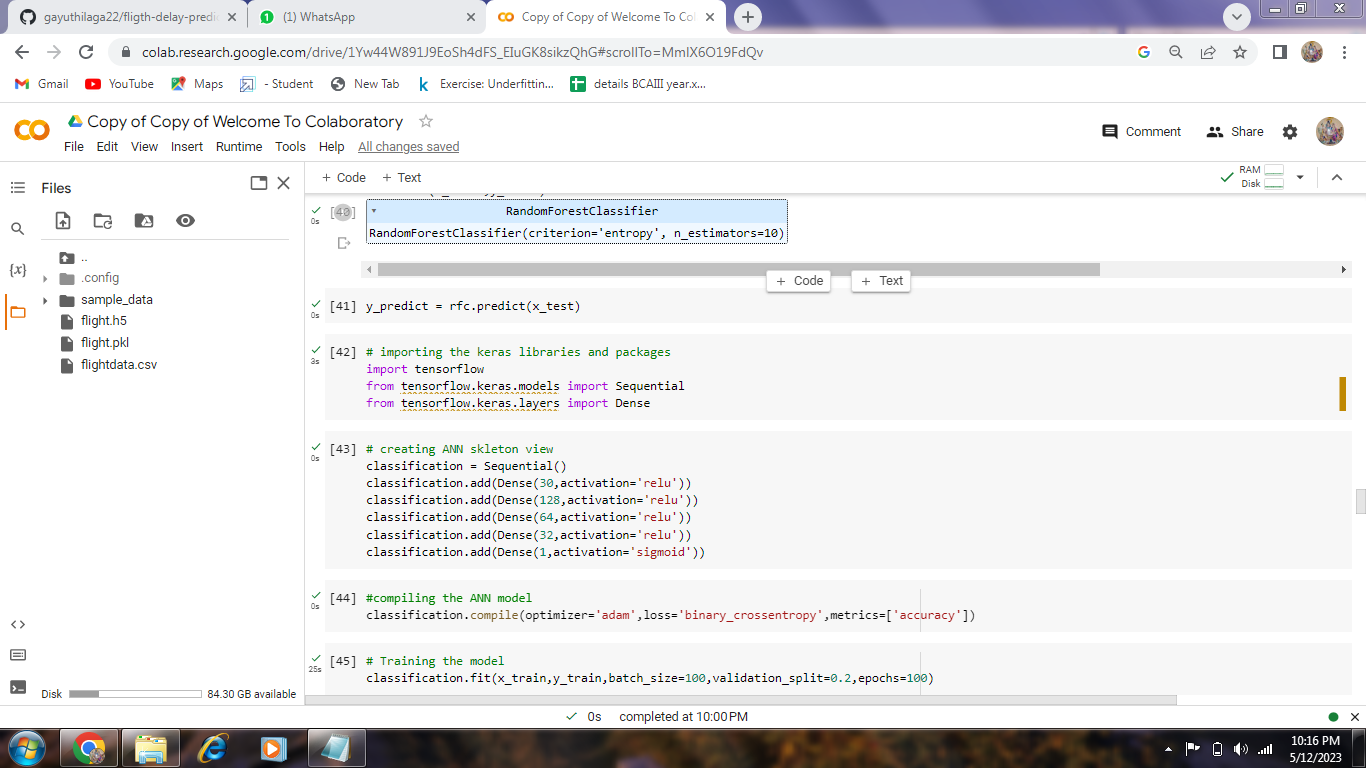 gayuthilaga22/fligth-delay-predi
(1) WhatsApp
Copy of Copy of Welcome To Col
colab.research.google.com/drive/1Yw44W891J9EoSh4dFS_EIuGK8sikzQhG#scrollTo=MmIX6O19FdQv
Gmail
YouTube
Maps
- Student
New Tab
Exercise: Underfittin...
details BCAIII year.x...
Copy of Copy of Welcome To Colaboratory
File Edit View Insert Runtime Tools Help All changes saved
Comment
Share
Files
+ Code + Text
RAM
Disk
..
.config
sample_data
flight.h5
flight.pkl
flightdata.csv
{x}
Disk
84.30 GB available
0s
[40]
RandomForestClassifier
RandomForestClassifier(criterion='entropy', n_estimators=10)
+ Code + Text
0s
[41] y_predict = rfc.predict(x_test)
3s
[42] # importing the keras libraries and packages
import tensorflow
from tensorflow.keras.models import Sequential
from tensorflow.keras.layers import Dense
0s
[43] # creating ANN skleton view
classification = Sequential()
classification.add(Dense(30,activation='relu'))
classification.add(Dense(128,activation='relu'))
classification.add(Dense(64,activation='relu'))
classification.add(Dense(32,activation='relu'))
classification.add(Dense(1,activation='sigmoid'))
0s
[44] #compiling the ANN model
classification.compile(optimizer='adam',loss='binary_crossentropy',metrics=['accuracy'])
25s
[45] # Training the model
classification.fit(x_train,y_train,batch_size=100,validation_split=0.2,epochs=100)
0s completed at 10:00 PM
10:16 PM
5/12/2023